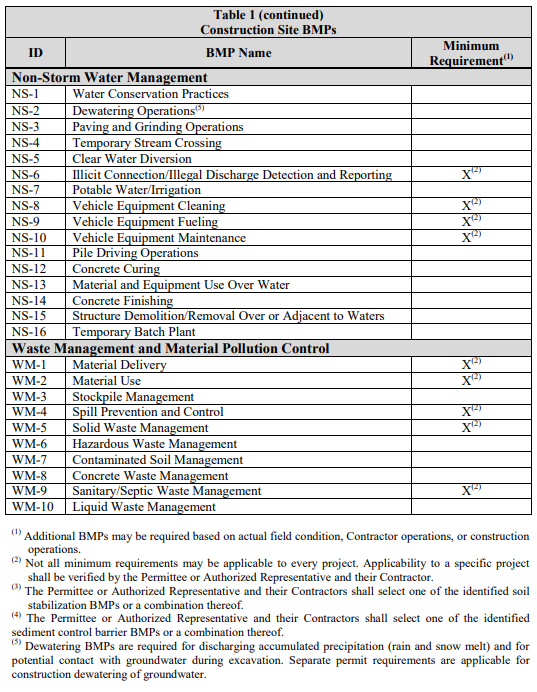 Table 1 (continued)
Construction Site BMPs
ID BMP Name Minimum Requirement(1)
Non-Storm Water Management
NS-1 Water Conservation Practices
NS-2 Dewatering Operations(5)
NS-3 Paving and Grinding Operations
NS-4 Temporary Stream Crossing
NS-5 Clear Water Diversion
NS-6 Illicit Connection/Illegal Discharge Detection and Reporting X(2)
NS-7 Potable Water/Irrigation
NS-8 Vehicle Equipment Cleaning X(2)
NS-9 Vehicle Equipment Fueling X(2)
NS-10 Vehicle Equipment Maintenance X(2)
NS-11 Pile Driving Operations
NS-12 Concrete Curing
NS-13 Material and Equipment Use Over Water
NS-14 Concrete Finishing
NS-15 Structure Demolition/Removal Over or Adjacent to Waters
NS-16 Temporary Batch Plant
Waste Management and Material Pollution Control
WM-1 Material Delivery X(2)
WM-2 Material Use X(2)
WM-3 Stockpile Management
WM-4 Spill Prevention and Control X(2)
WM-5 Solid Waste Management X(2)
WM-6 Hazardous Waste Management
WM-7 Contaminated Soil Management
WM-8 Concrete Waste Management
WM-9 Sanitary/Septic Waste Management X(2)
WM-10 Liquid Waste Management
(1) Additional BMPs may be required based on actual field condition, Contractor operations, or construction
operations.
(2) Not all minimum requirements may be applicable to every project. Applicability to a specific project
shall be verified by the Permittee or Authorized Representative and their Contractor.
(3) The Permittee or Authorized Representative and their Contractors shall select one of the identified soil
stabilization BMPs or a combination thereof.
(4) The Permittee or Authorized Representative and their Contractors shall select one of the identified
sediment control barrier BMPs or a combination thereof.
(5) Dewatering BMPs are required for discharging accumulated precipitation (rain and snow melt) and for
potential contact with groundwater during excavation. Separate permit requirements are applicable for
construction dewatering of groundwater.